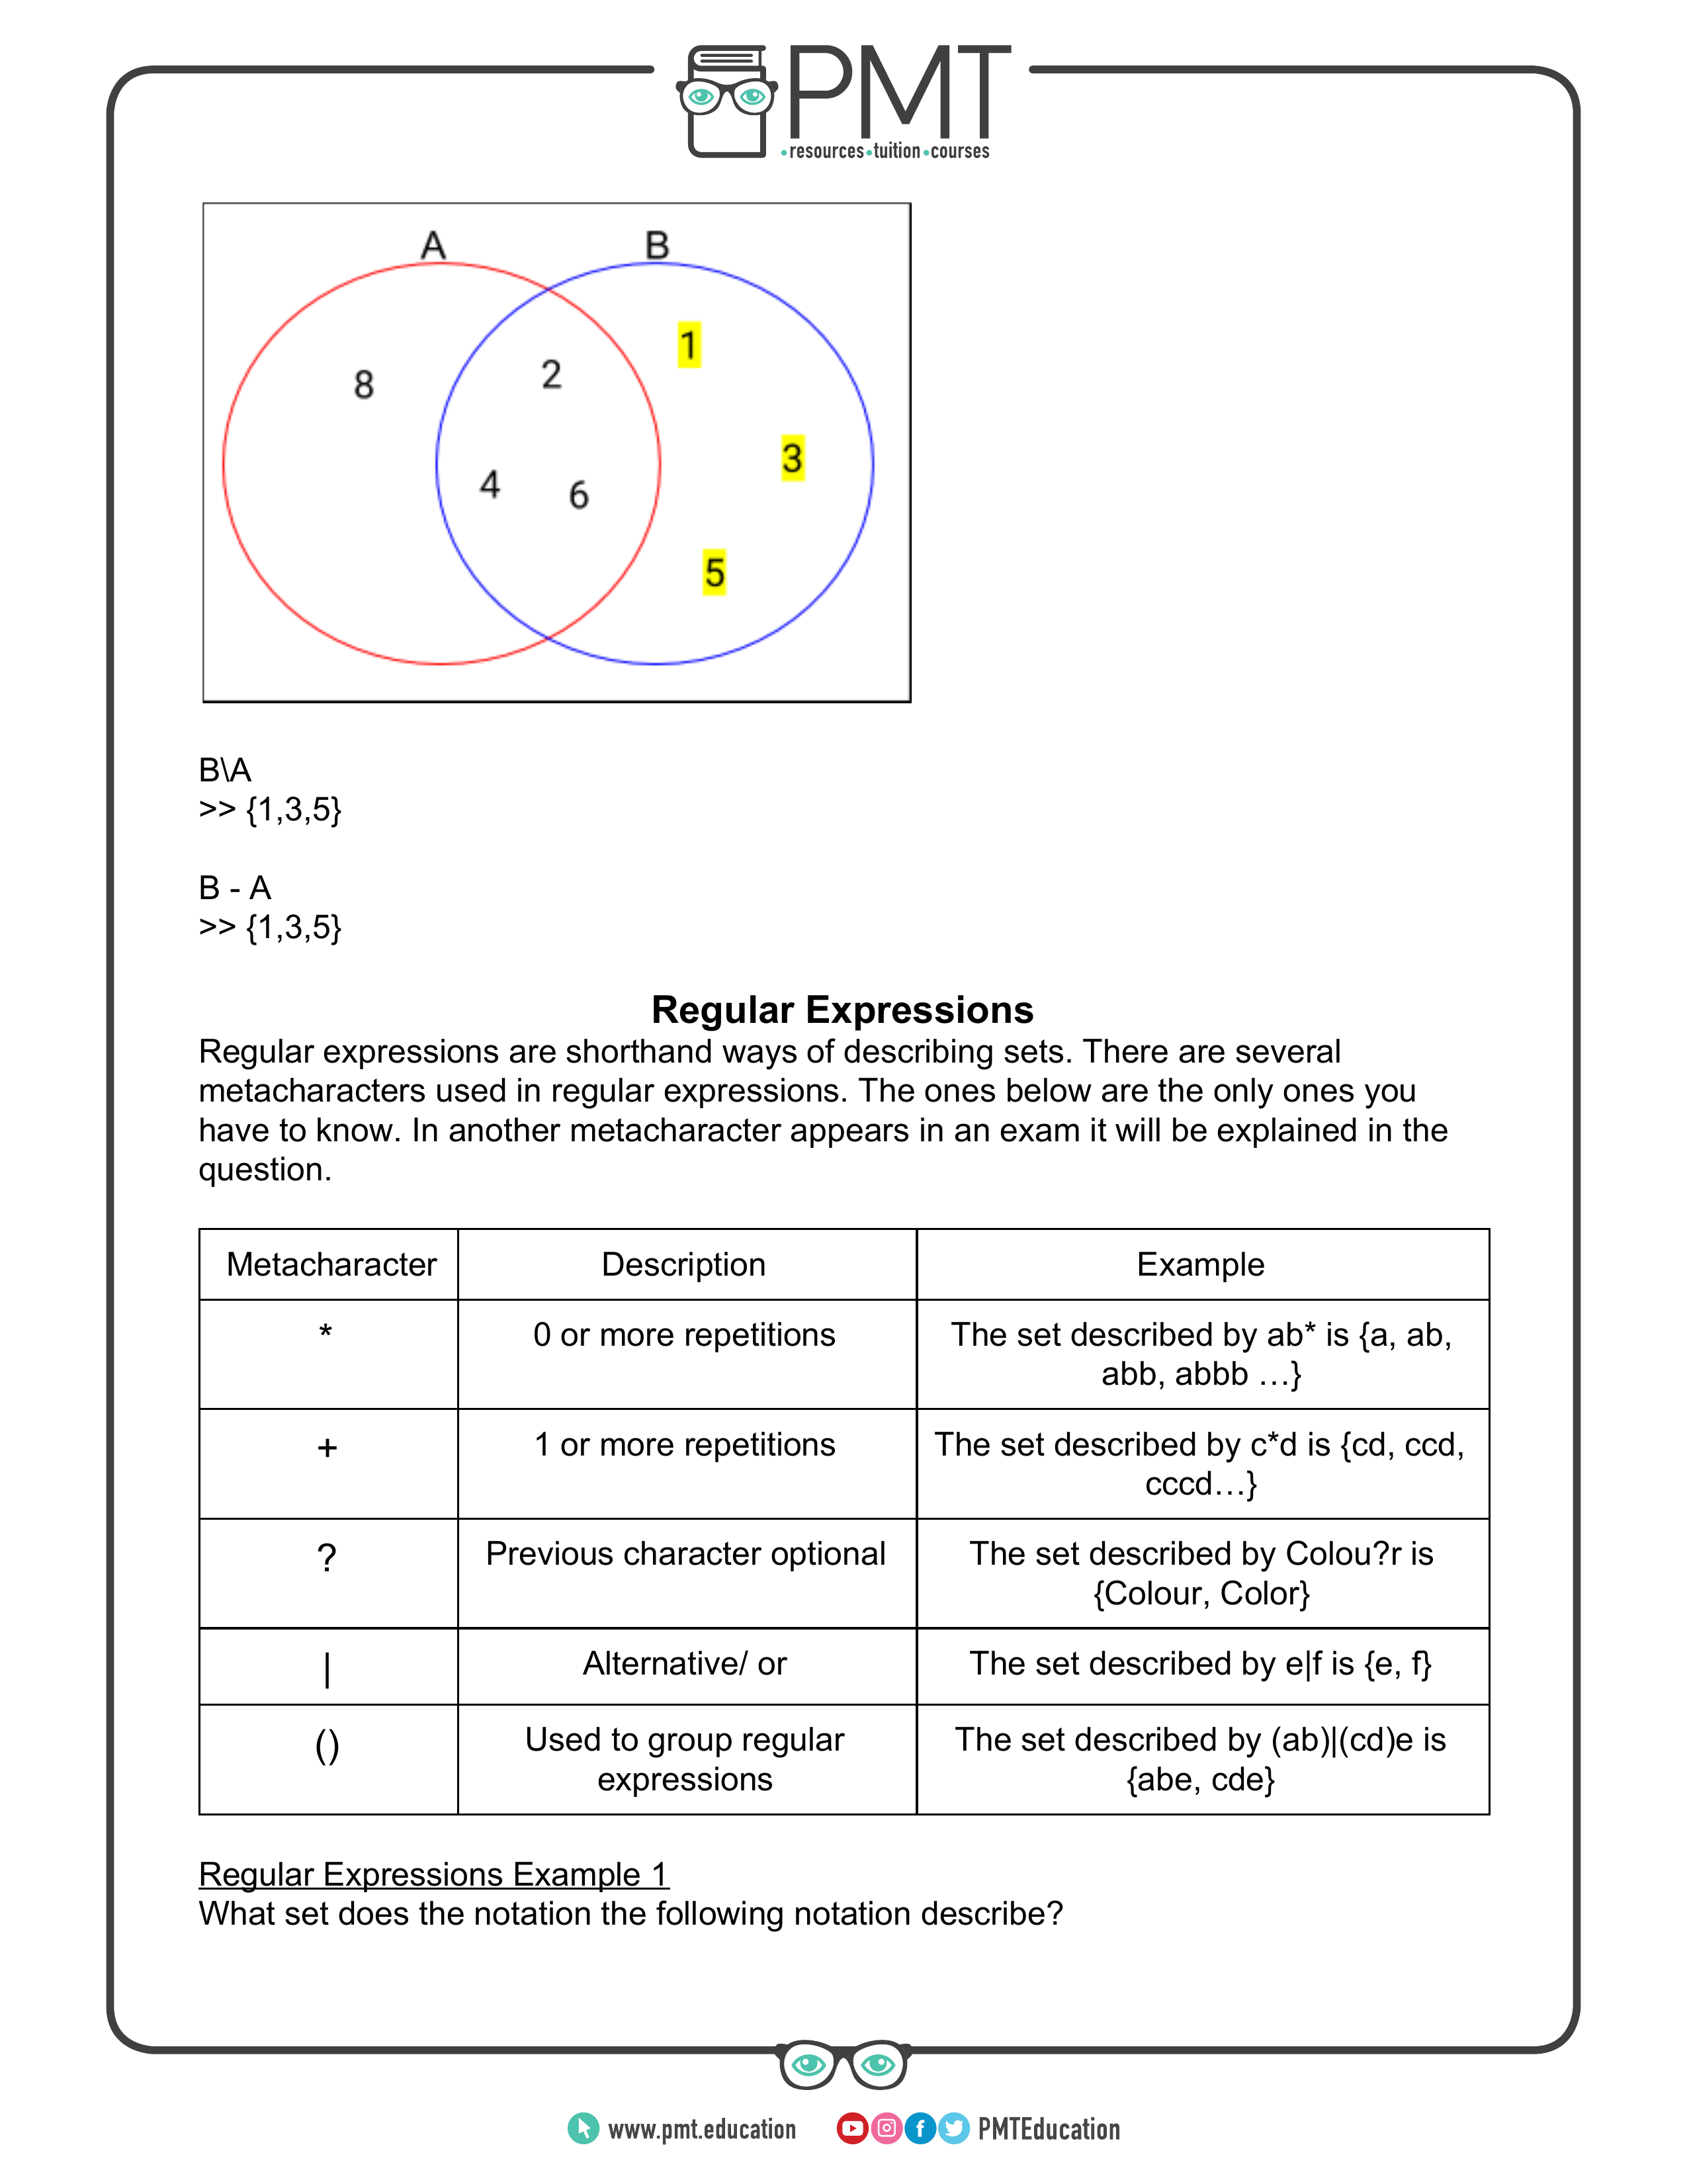 PMT
•resources•tuition•courses
A B
1
8
2
3
4
6
5
B\A
>> {1,3,5}
B - A
>> {1,3,5}
Regular Expressions
Regular expressions are shorthand ways of describing sets. There are several
metacharacters used in regular expressions. The ones below are the only ones you
have to know. In another metacharacter appears in an exam it will be explained in the
question.
Metacharacter Description Example
* 0 or more repetitions The set described by ab* is {a, ab,
abb, abbb …}
+ 1 or more repetitions The set described by c*d is {cd, ccd,
cccd…}
? Previous character optional The set described by Colou?r is
{Colour, Color}
| Alternative/ or The set described by e|f is {e, f}
() Used to group regular
expressions
The set described by (ab)|(cd)e is
{abe, cde}
Regular Expressions Example 1
What set does the notation the following notation describe?
www.pmt.education PMTEducation